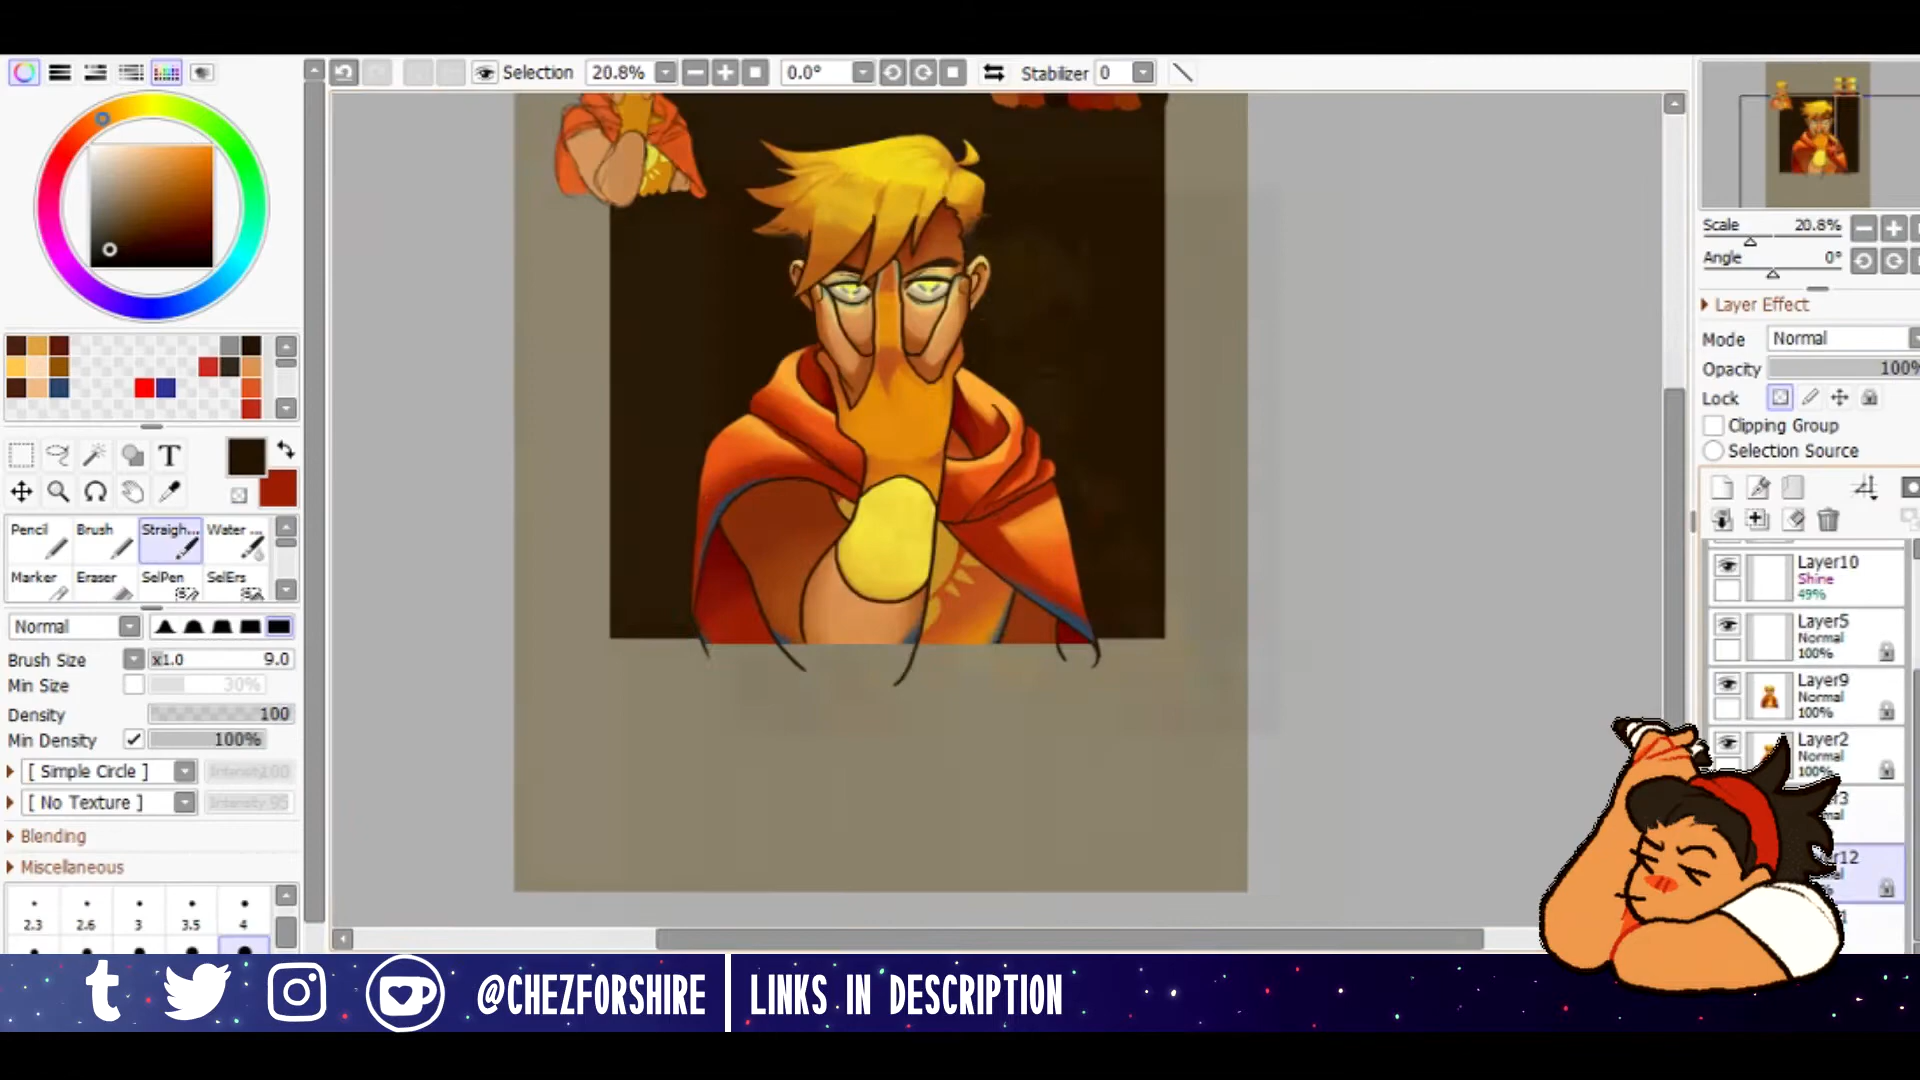 Selection 20.8% 0.0° Stabilizer 0
Scale 20.8%
Angle 0°
Layer Effect
Mode Normal
Opacity 100%
Lock
Clipping Group
Selection Source
T
Pencil Brush Straigh... Water ...
Marker Eraser SelPen SelErs
Normal
Brush Size x1.0 9.0
Min Size 30%
Density 100
Min Density 100%
[ Simple Circle ]
[ No Texture ]
Blending
Miscellaneous
2.3 2.6 3 3.5 4
Layer10
Shine
49%
Layer5
Normal
100%
Layer9
Normal
100%
Layer2
Normal
100%
@CHEZFORSHIRE LINKS IN DESCRIPTION